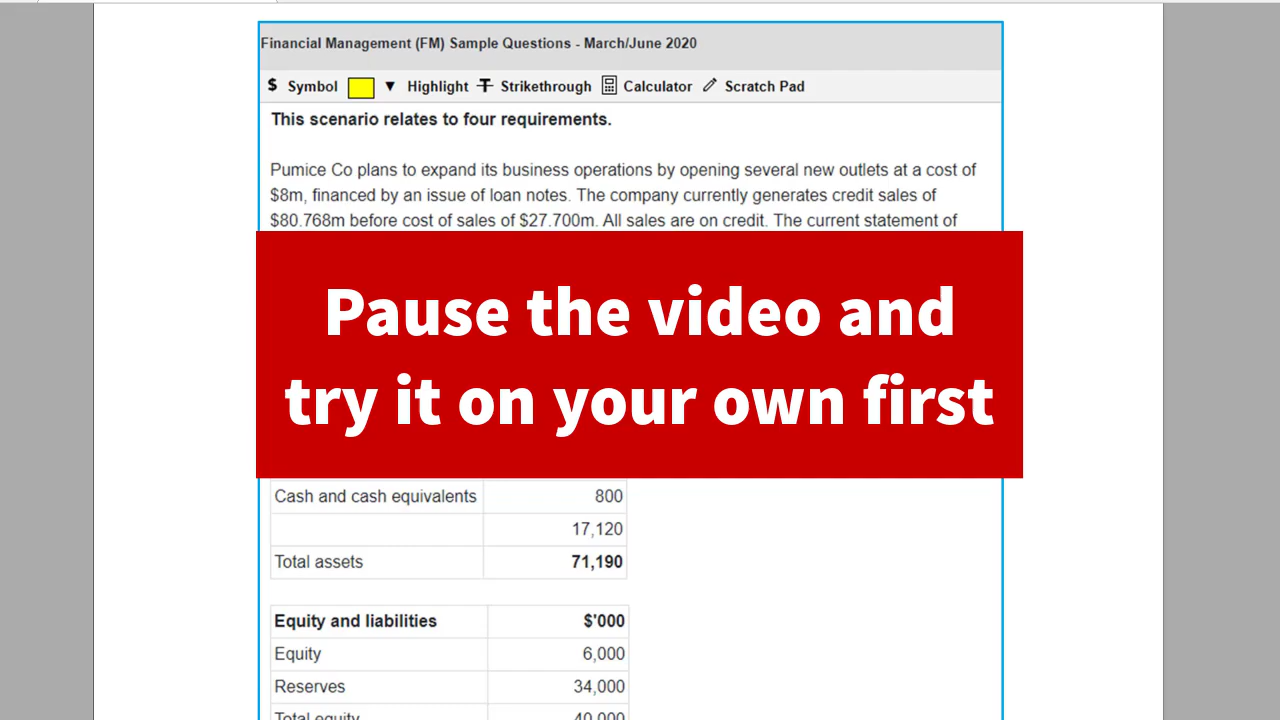 Financial Management (FM) Sample Questions - March/June 2020
$ Symbol ▼ Highlight T Strikethrough Calculator Scratch Pad
This scenario relates to four requirements.
Pumice Co plans to expand its business operations by opening several new outlets at a cost of
$8m, financed by an issue of loan notes. The company currently generates credit sales of
$80.768m before cost of sales of $27.700m. All sales are on credit. The current statement of
Pause the video and
try it on your own first
Cash and cash equivalents 800
17,120
Total assets 71,190
Equity and liabilities $'000
Equity 6,000
Reserves 34,000
Total equity 40,000